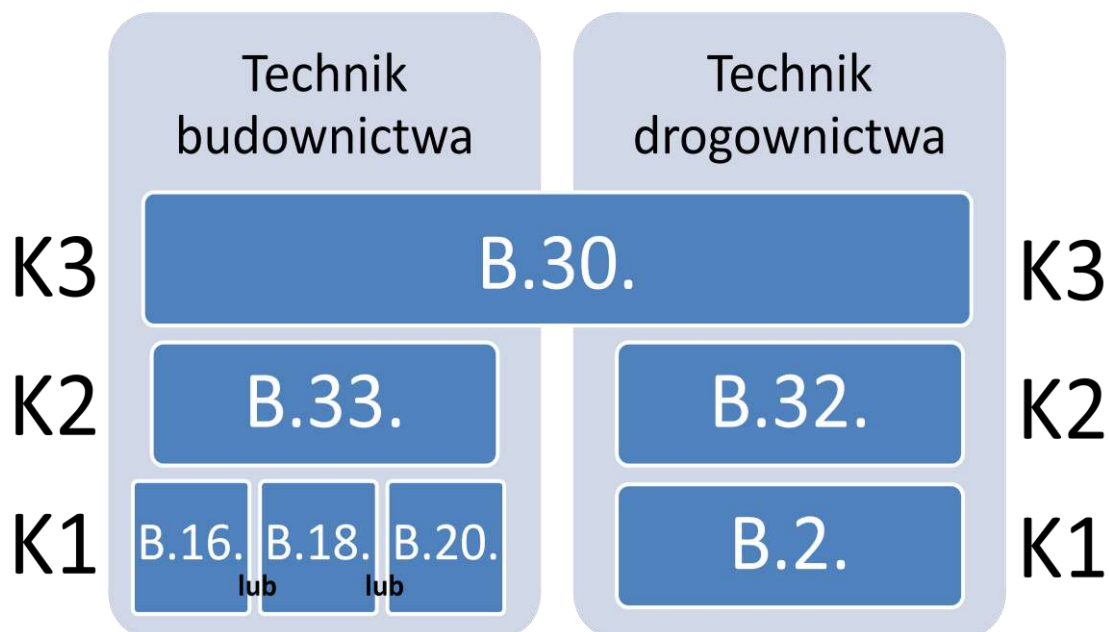 Technik
budownictwa
Technik
drogownictwa
K3
B.30.
K3
K2
B.33.
B.32.
K2
K1
B.16. lub B.18. lub B.20.
B.2.
K1